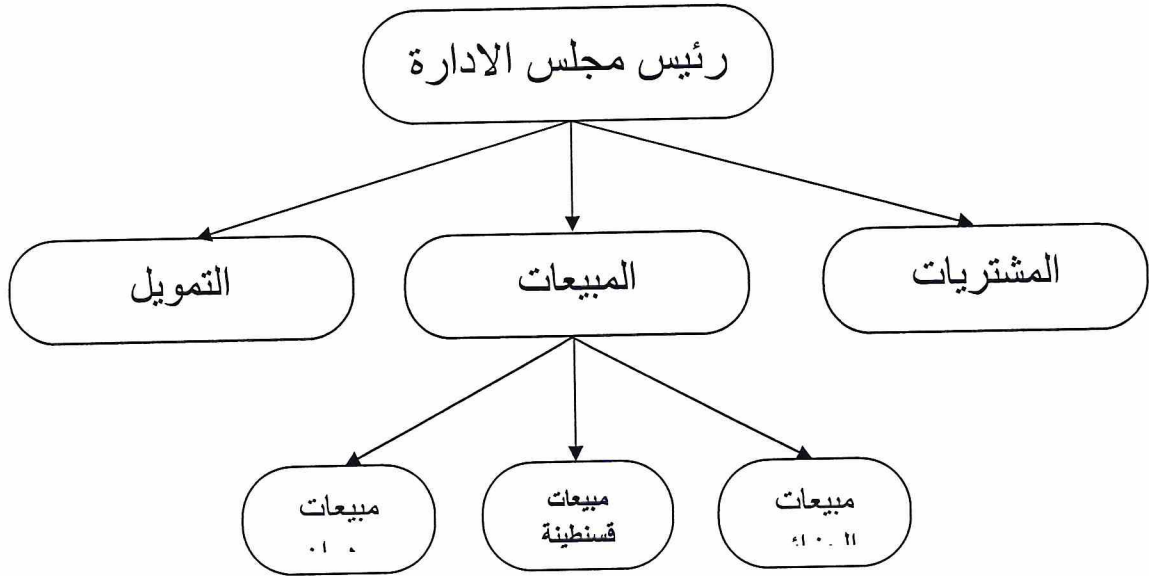 رئيس مجلس الادارة
المشتريات
المبيعات
التمويل
مبيعات
مبيعات
قسنطينة
مبيعات